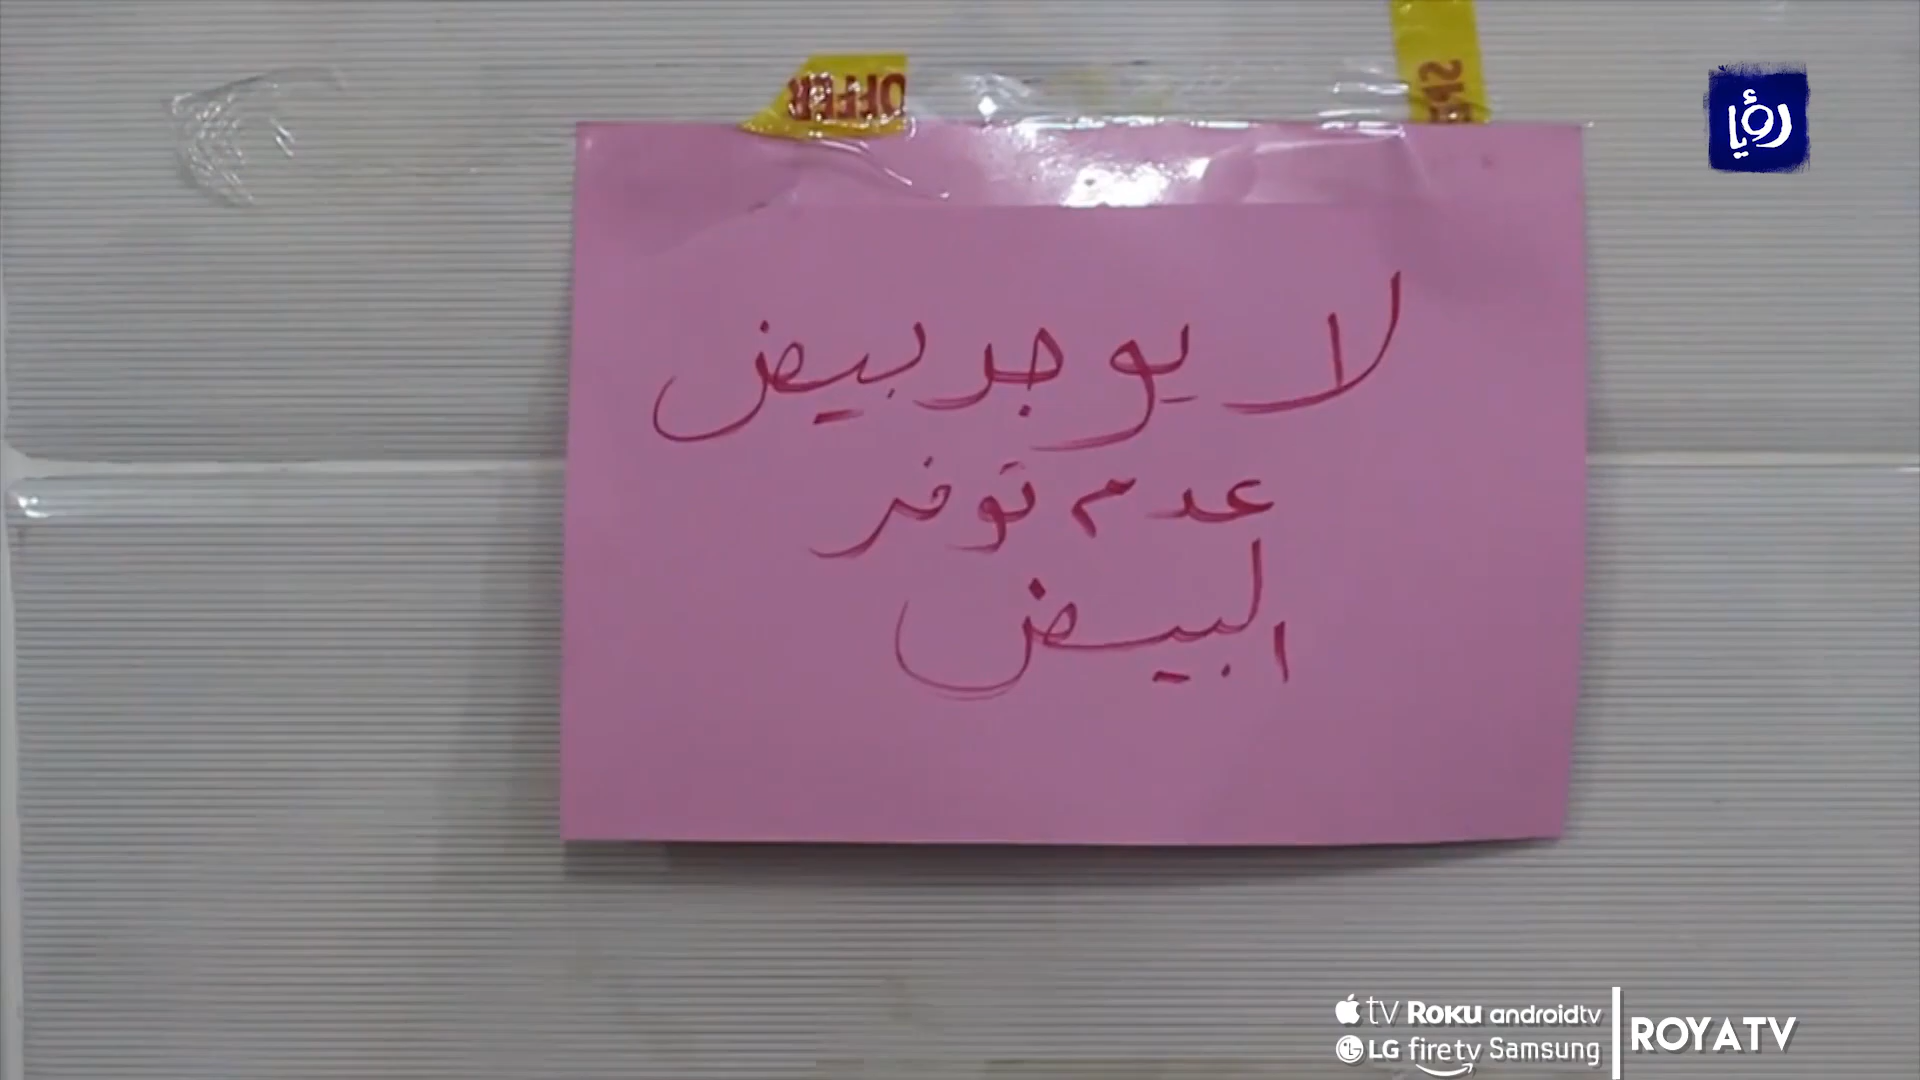 OFFER
رؤيا
لا يوجد بيض
عدم توفر
البيض
tv ROKU androidtv
LG firetv Samsung
ROYATV